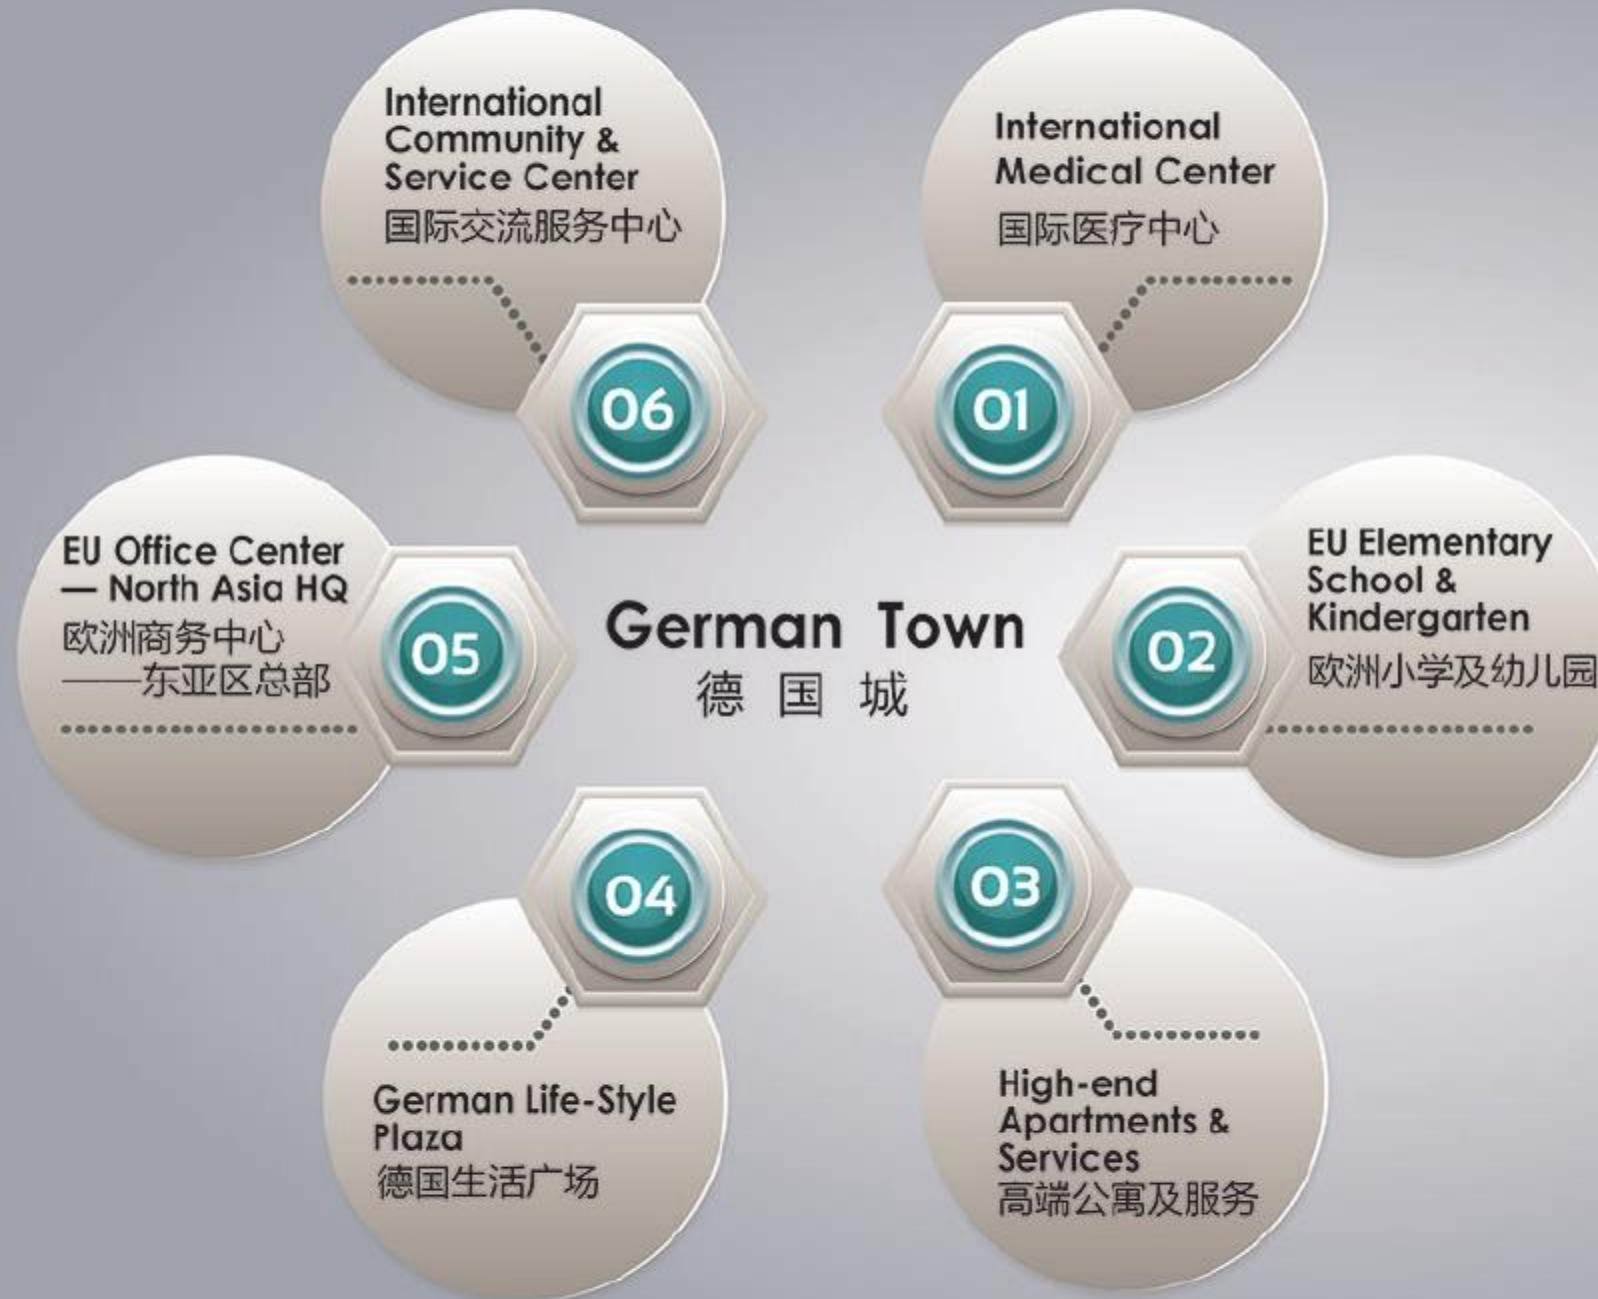 International
Community &
Service Center
国际交流服务中心
06
International
Medical Center
国际医疗中心
01
EU Office Center
— North Asia HQ
欧洲商务中心
——东亚区总部
05
German Town
德国城
02
EU Elementary
School &
Kindergarten
欧洲小学及幼儿园
04
German Life-Style
Plaza
德国生活广场
03
High-end
Apartments &
Services
高端公寓及服务